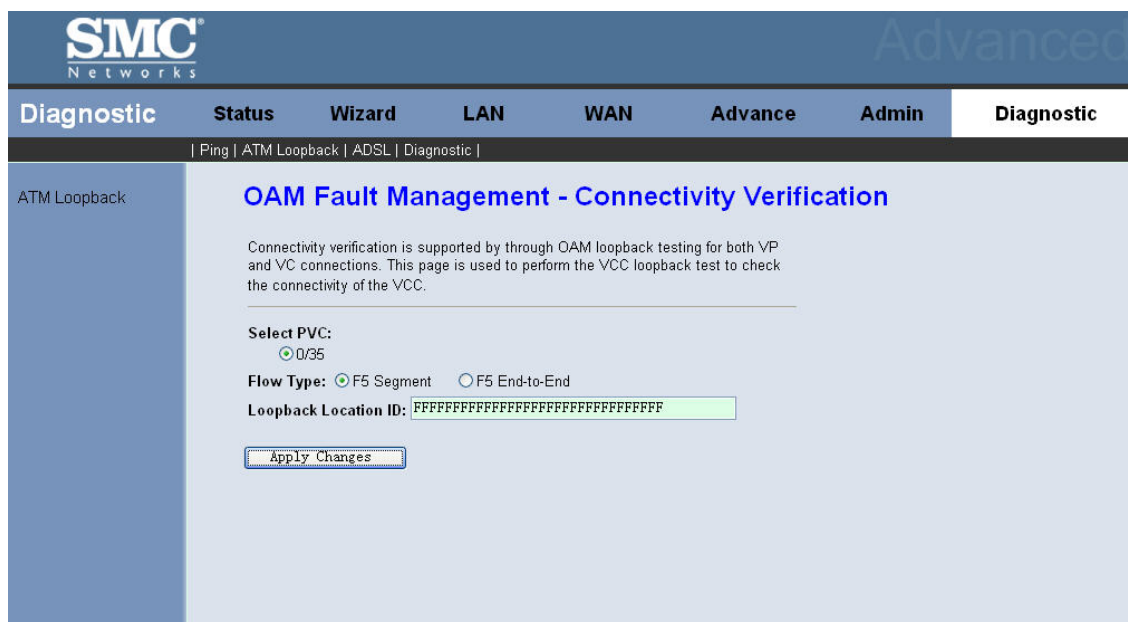 SMC®
Networks
Advanced
Diagnostic Status Wizard LAN WAN Advance Admin Diagnostic
| Ping | ATM Loopback | ADSL | Diagnostic |
ATM Loopback
OAM Fault Management - Connectivity Verification
Connectivity verification is supported by through OAM loopback testing for both VP
and VC connections. This page is used to perform the VCC loopback test to check
the connectivity of the VCC.
Select PVC:
0/35
Flow Type: F5 Segment F5 End-to-End
Loopback Location ID: FFFFFFFFFFFFFFFFFFFFFFFFFFFFFFFF
Apply Changes